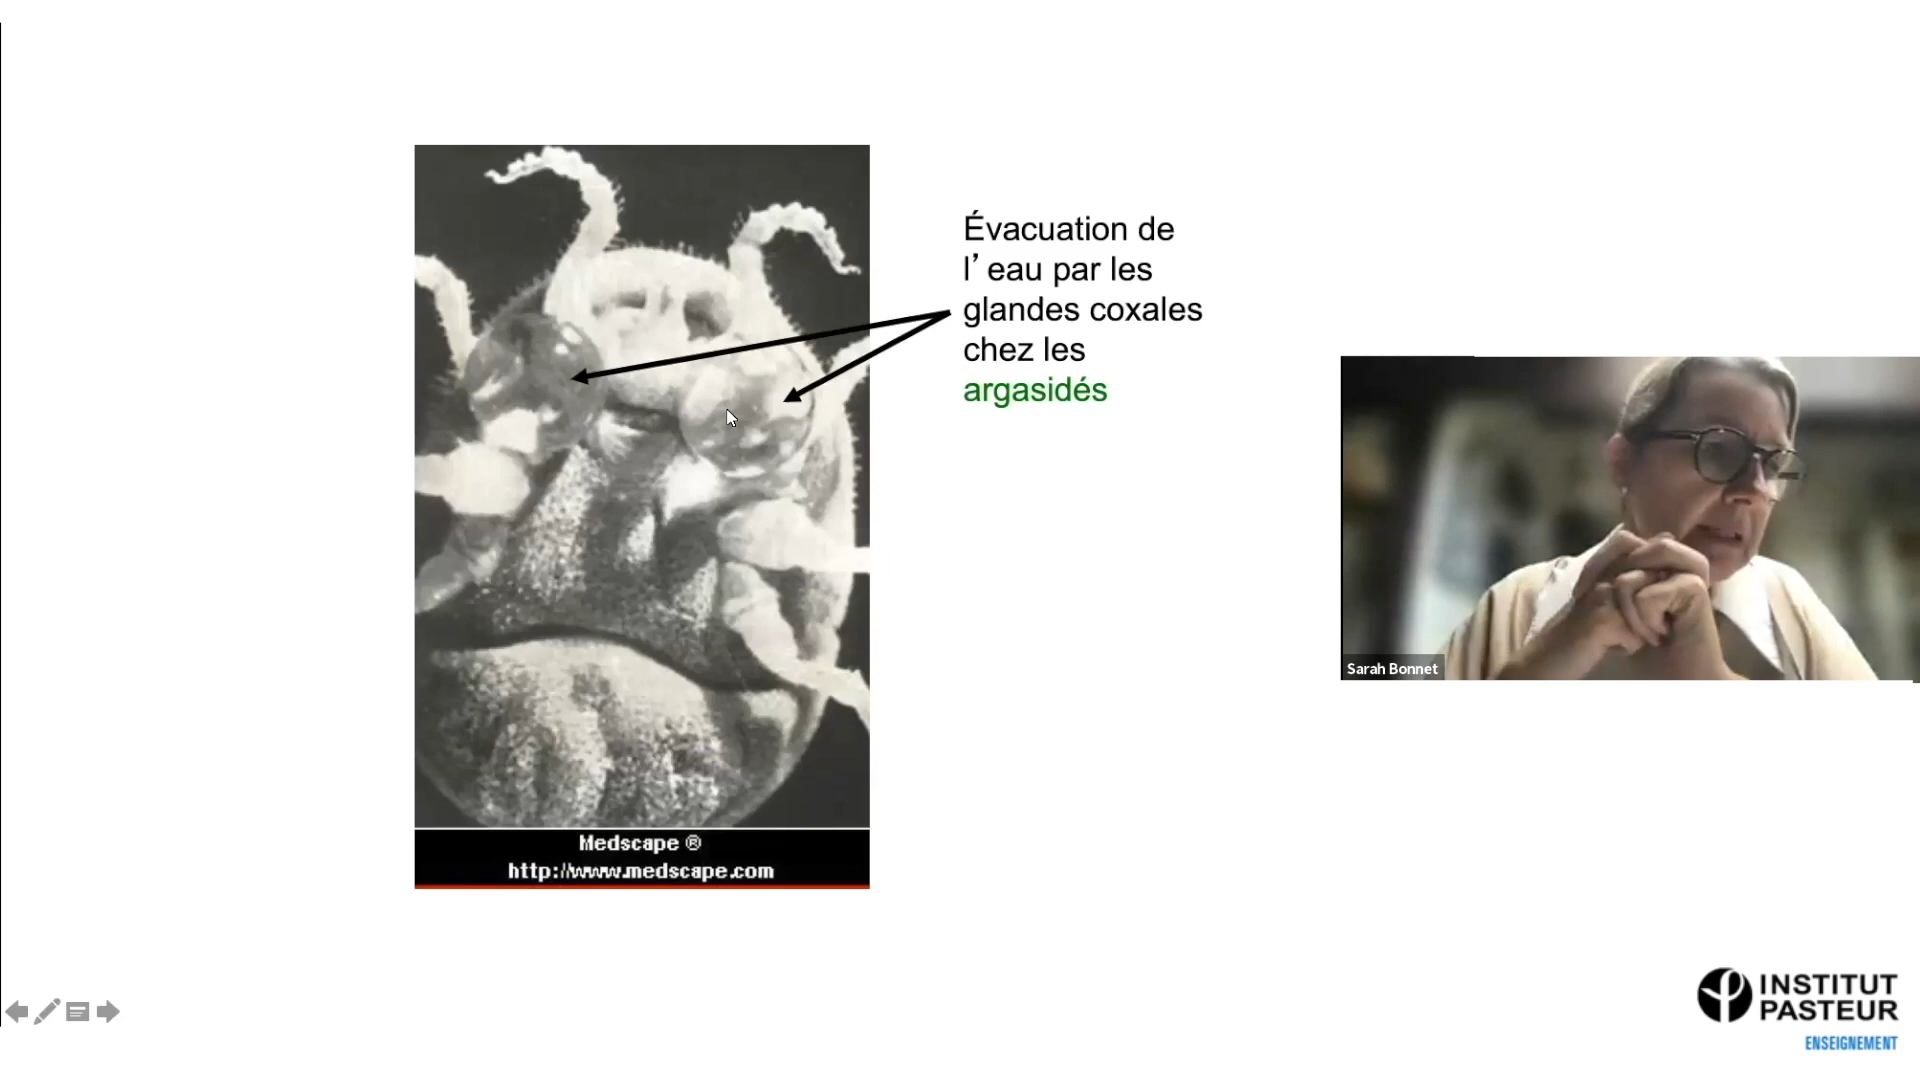 Évacuation de
l’eau par les
glandes coxales
chez les
argasidés
Medscape ®
http://www.medscape.com
Sarah Bonnet
INSTITUT
PASTEUR
ENSEIGNEMENT